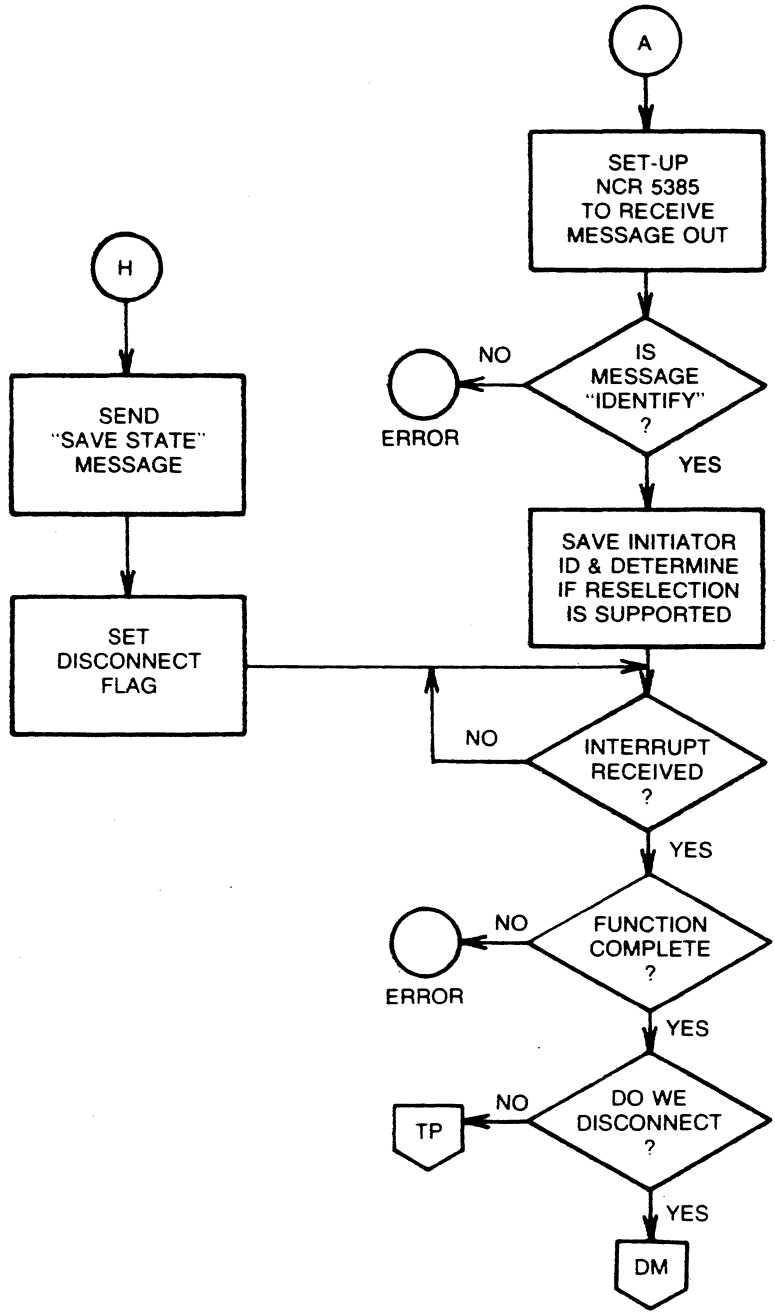 A
SET-UP
NCR 5385
TO RECEIVE
MESSAGE OUT
H
SEND
"SAVE STATE"
MESSAGE
NO
IS
MESSAGE
"IDENTIFY"
?
ERROR
YES
SAVE INITIATOR
ID & DETERMINE
IF RESELECTION
IS SUPPORTED
SET
DISCONNECT
FLAG
NO
INTERRUPT
RECEIVED
?
YES
NO
FUNCTION
COMPLETE
?
ERROR
YES
NO
DO WE
DISCONNECT
?
TP
YES
DM